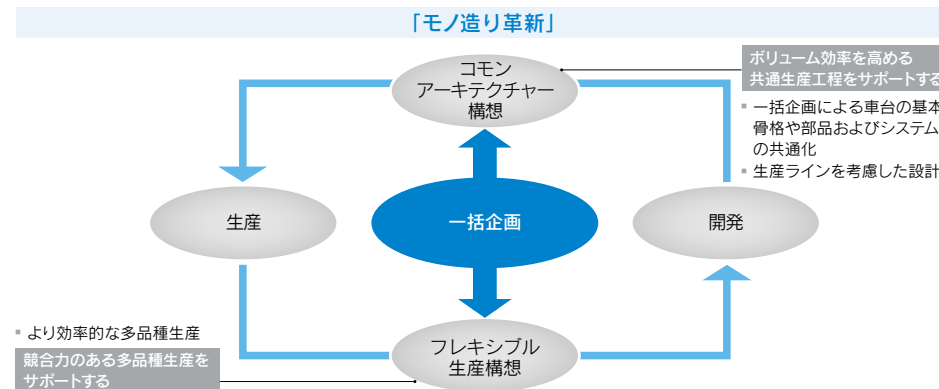 「モノ造り革新」
コモン
アーキテクチャー
構想
ボリューム効率を高める
共通生産工程をサポートする
▪ 一括企画による車台の基本
骨格や部品およびシステム
の共通化
▪ 生産ラインを考慮した設計
生産
一括企画
開発
▪ より効率的な多品種生産
競合力のある多品種生産を
サポートする
フレキシブル
生産構想